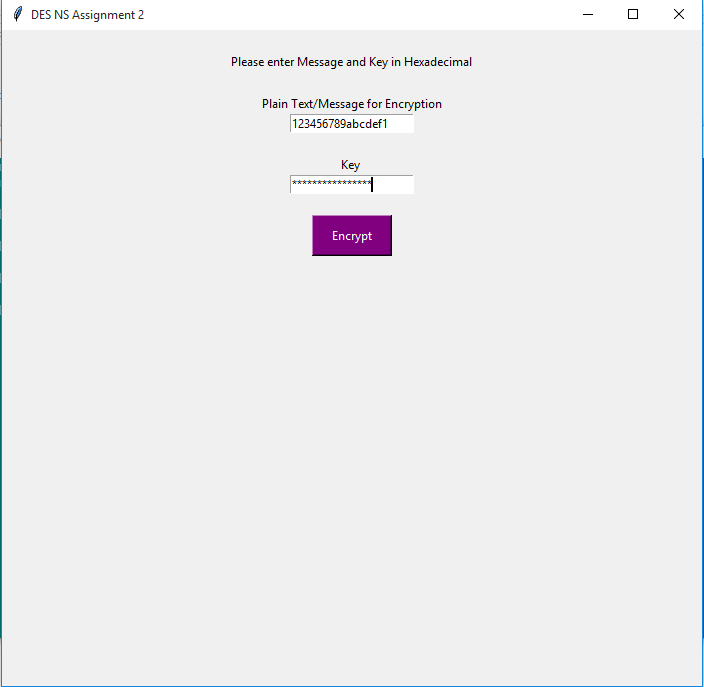 DES NS Assignment 2
Please enter Message and Key in Hexadecimal
Plain Text/Message for Encryption
123456789abcdef1
Key
****************
Encrypt